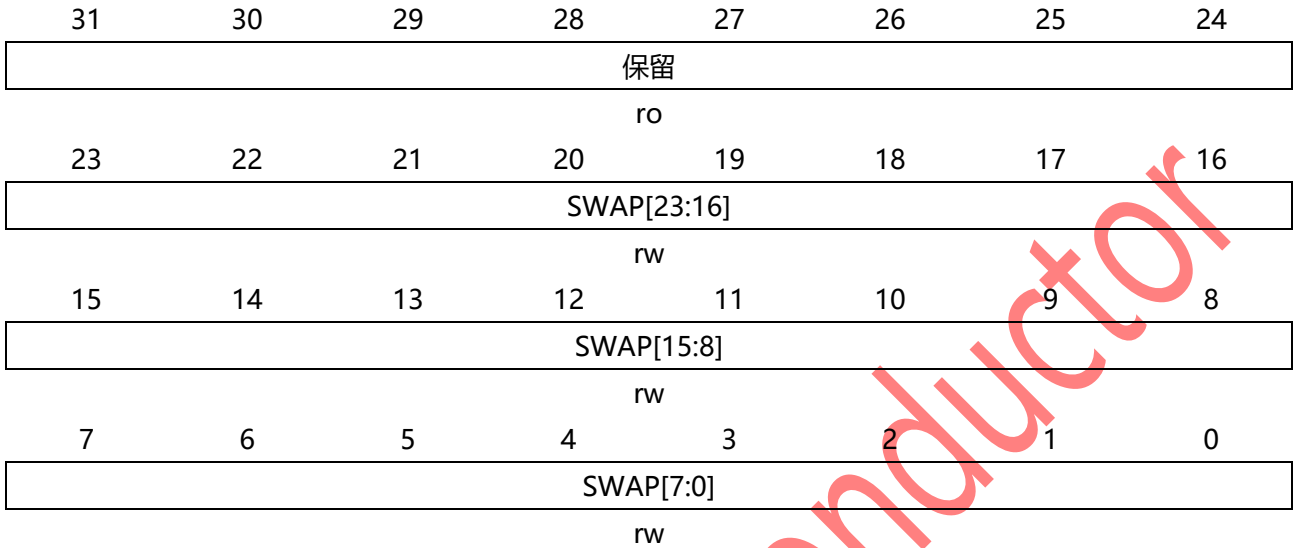 31 30 29 28 27 26 25 24
保留
ro
23 22 21 20 19 18 17 16
SWAP[23:16]
rw
15 14 13 12 11 10 9 8
SWAP[15:8]
rw
7 6 5 4 3 2 1 0
SWAP[7:0]
rw
nductor